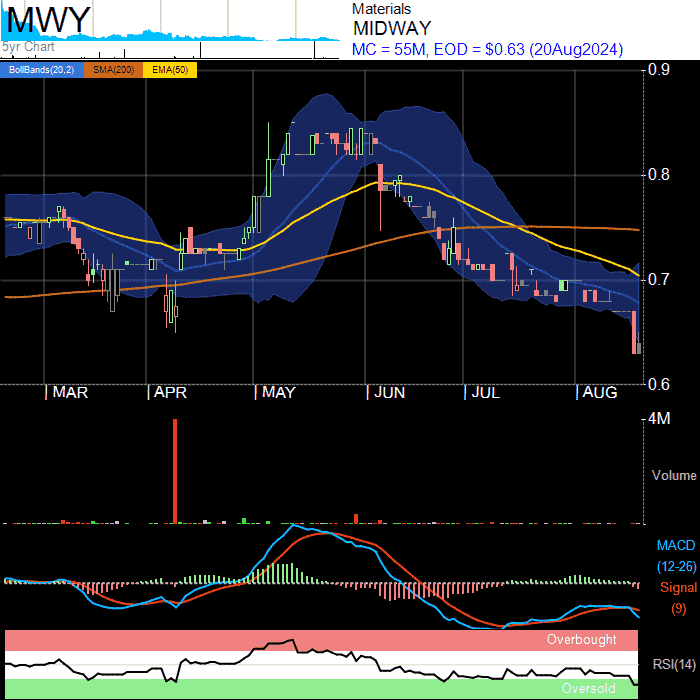 MWY
5yr Chart
Materials
MIDWAY
MC = 55M, EOD = $0.63 (20Aug2024)
BollBands(20,2) SMA(200) EMA(50)
0.9
0.8
0.7
0.6
MAR APR MAY JUN JUL AUG
4M
Volume
MACD
(12-26)
Signal
(9)
Overbought
RSI(14)
Oversold